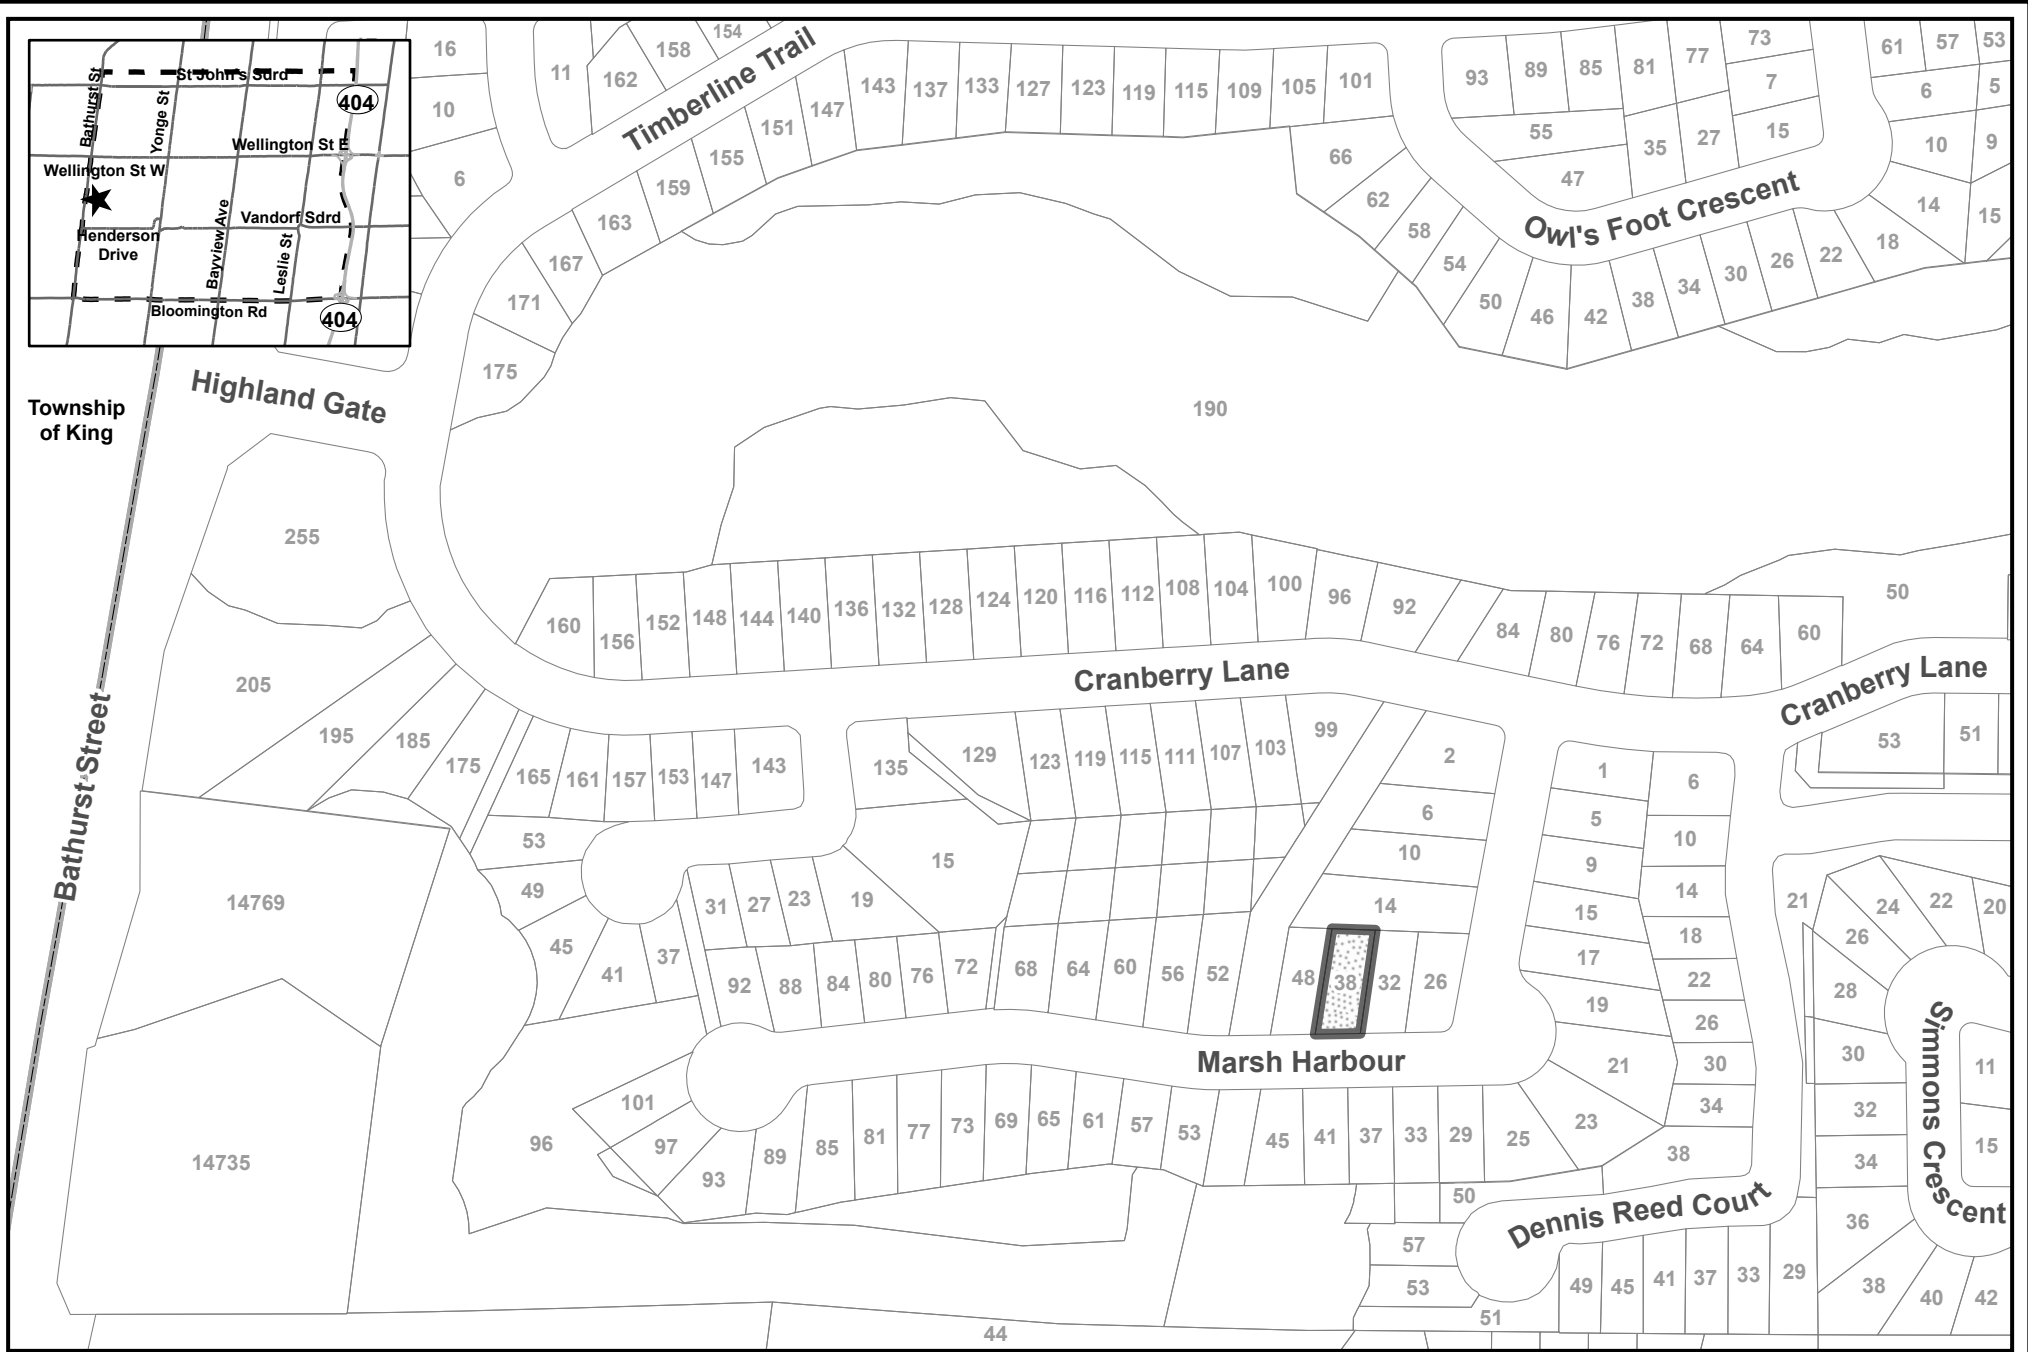 St John's Sdrd
Bathurst St
Yonge St
404
Wellington St E
Wellington St W
Vandorf Sdrd
Henderson
Drive
Bayview Ave
Leslie St
Bloomington Rd
404
Township
of King
Bathurst Street
Highland Gate
Timberline Trail
16
10
6
11
162
158
154
143 137 133 127 123 119 115 109 105 101
147
151
155
159
163
167
171
175
93 89 85 81 77 73
7
55 35 27 15
47
61 57 53
6 5
10 9
14 15
Owl's Foot Crescent
66
62
58
54
50 46 42 38 34 30 26 22 18
190
255
205
195 185 175
160 156 152 148 144 140 136 132 128 124 120 116 112 108 104 100 96 92
84 80 76 72 68 64 60
50
Cranberry Lane
Cranberry Lane
53 51
165 161 157 153 147 143
135 129 123 119 115 111 107 103 99
2
6
10
14
1
5
9
15
17
19
21
23
6
10
14
18
22
26
30
34
38
53
49
45 41 37
31 27 23 19 15
92 88 84 80 76 72 68 64 60 56 52 48 38 32 26
14769
14735
Marsh Harbour
96
101
97
93 89 85 81 77 73 69 65 61 57 53 45 41 37 33 29 25
50
57
53
51
Dennis Reed Court
49 45 41 37 33 29
21 24 22 20
26
28
30
32
34
36
38 40 42
Simmons Crescent
11
15
44